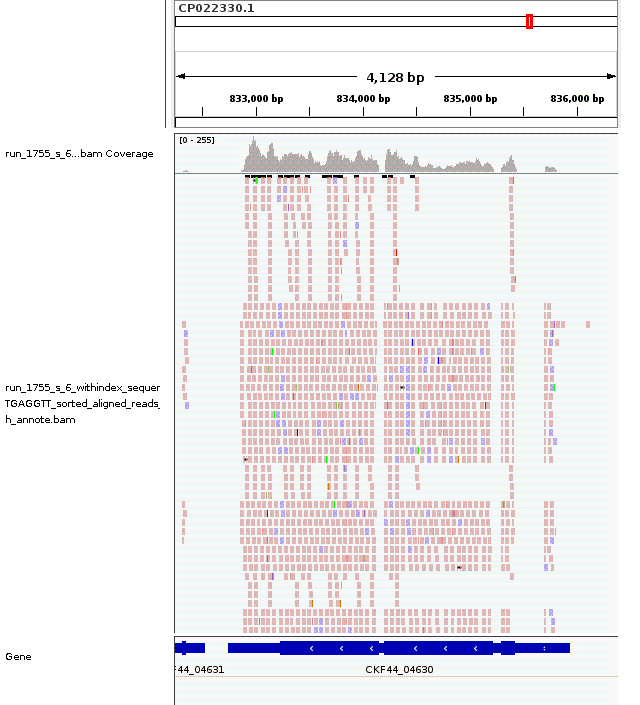 CP022330.1
4,128 bp
833,000 bp 834,000 bp 835,000 bp 836,000 bp
[0 - 255]
run_1755_s_6...bam Coverage
run_1755_s_6_withindex_sequer
TGAGGTT_sorted_aligned_reads_
h_annote.bam
Gene
F44_04631 CKF44_04630